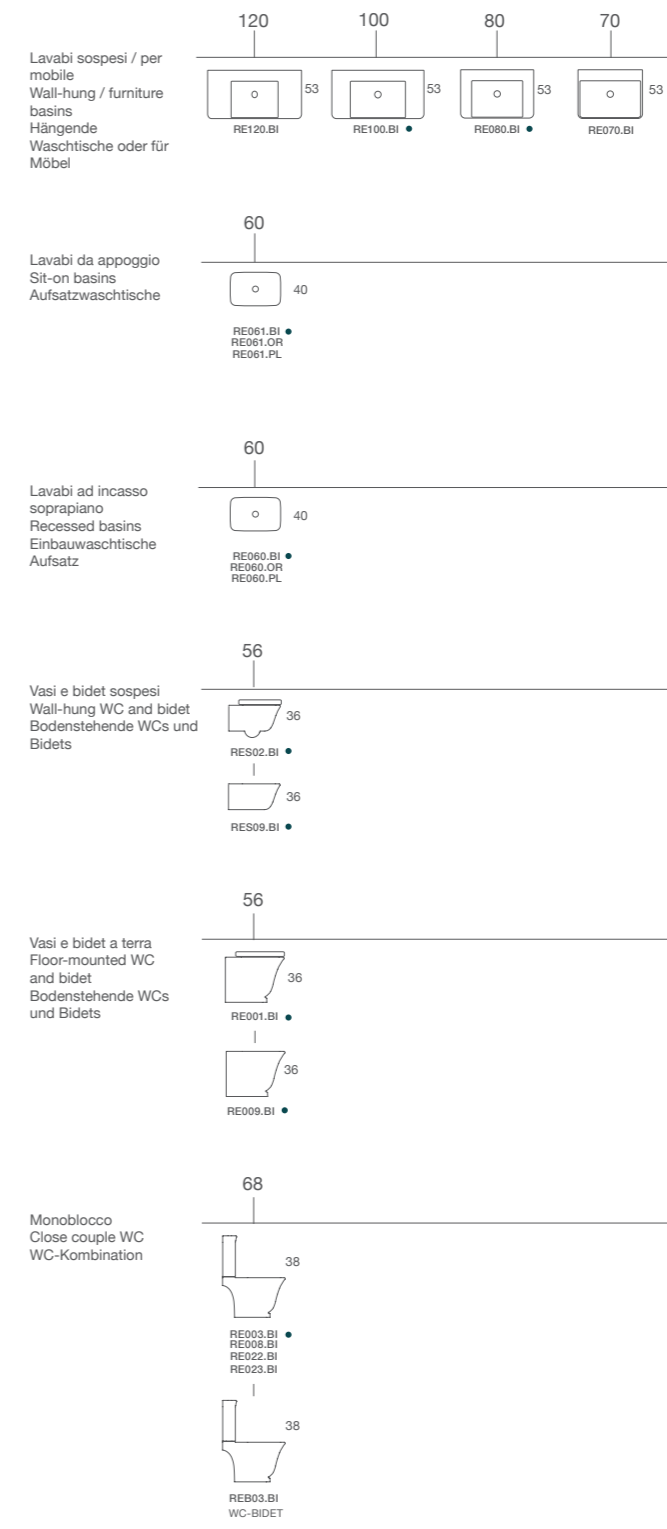 120 100 80 70
Lavabi sospesi / per
mobile
Wall-hung / furniture
basins
Hängende
Waschtische oder für
Möbel
53 53 53 53
RE120.BI RE100.BI ● RE080.BI ● RE070.BI
60
Lavabi da appoggio
Sit-on basins
Aufsatzwaschtische
40
RE061.BI ●
RE061.OR
RE061.PL
60
Lavabi ad incasso
soprapiano
Recessed basins
Einbauwaschtische
Aufsatz
40
RE060.BI ●
RE060.OR
RE060.PL
56
Vasi e bidet sospesi
Wall-hung WC and bidet
Bodenstehende WCs und
Bidets
36
RES02.BI ●
36
RES09.BI ●
56
Vasi e bidet a terra
Floor-mounted WC
and bidet
Bodenstehende WCs
und Bidets
36
RE001.BI ●
36
RE009.BI ●
68
Monoblocco
Close couple WC
WC-Kombination
38
RE003.BI ●
RE008.BI
RE022.BI
RE023.BI
38
REB03.BI
WC-BIDET